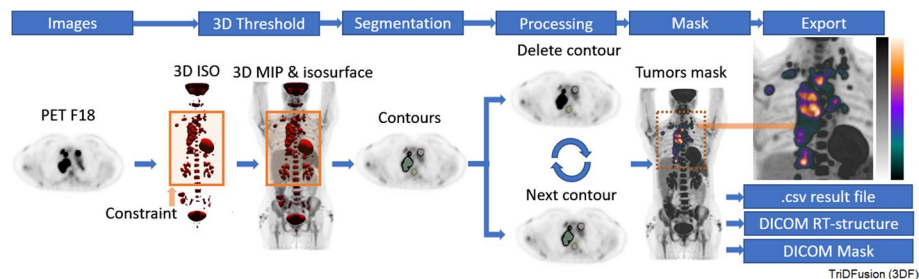 Images
3D Threshold
Segmentation
Processing
Mask
Export
PET F18
3D ISO
3D MIP & isosurface
Constraint
Contours
Delete contour
Next contour
Tumors mask
.csv result file
DICOM RT-structure
DICOM Mask
TriDFusion (3DF)